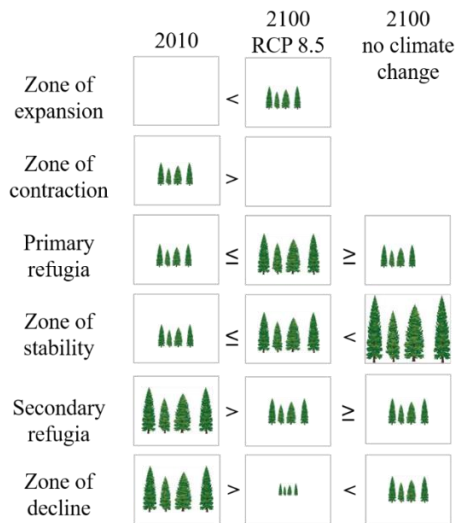 2010
2100
RCP 8.5
2100
no climate
change
Zone of
expansion
<
Zone of
contraction
>
Primary
refugia
≤ ≥
Zone of
stability
≤ <
Secondary
refugia
> ≥
Zone of
decline
> <